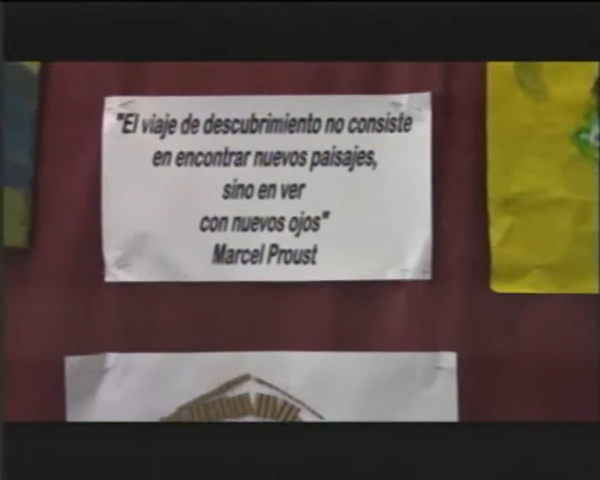 "El viaje de descubrimiento no consiste
en encontrar nuevos paisajes,
sino en ver
con nuevos ojos"
Marcel Proust